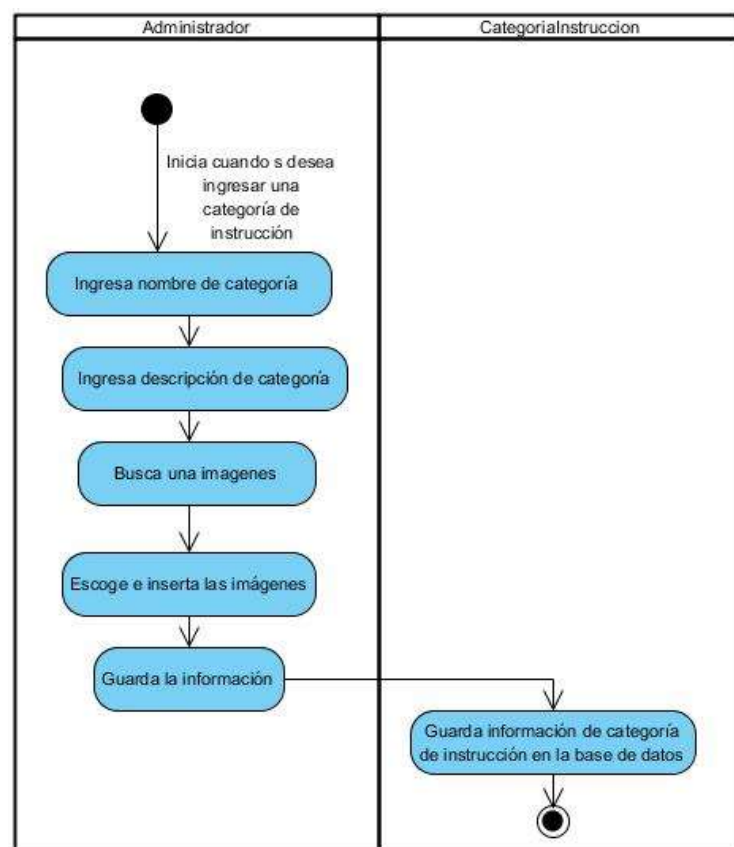 Administrador
CategoriaInstruccion
Inicia cuando s desea
ingresar una
categoría de
instrucción
Ingresa nombre de categoría
Ingresa descripción de categoría
Busca una imagenes
Escoge e inserta las imágenes
Guarda la información
Guarda información de categoría
de instrucción en la base de datos